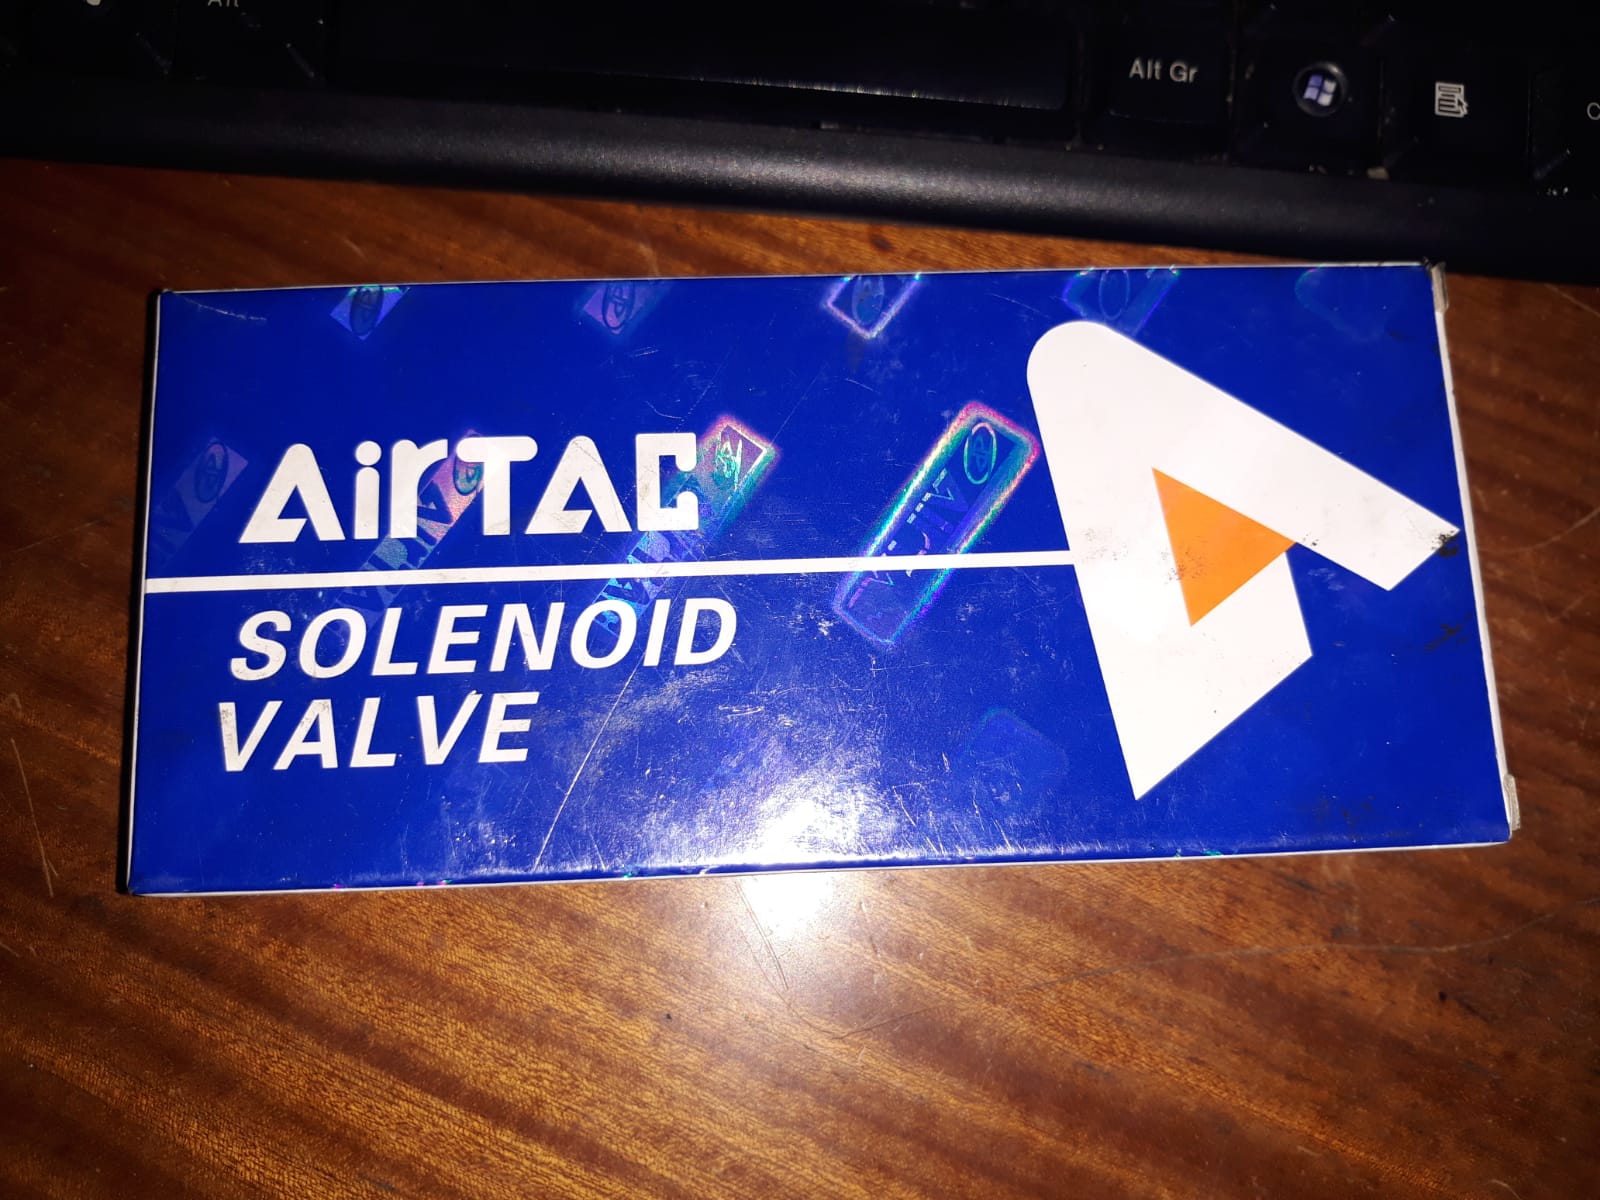 Alt
Alt Gr
AirTAC
SOLENOID
VALVE